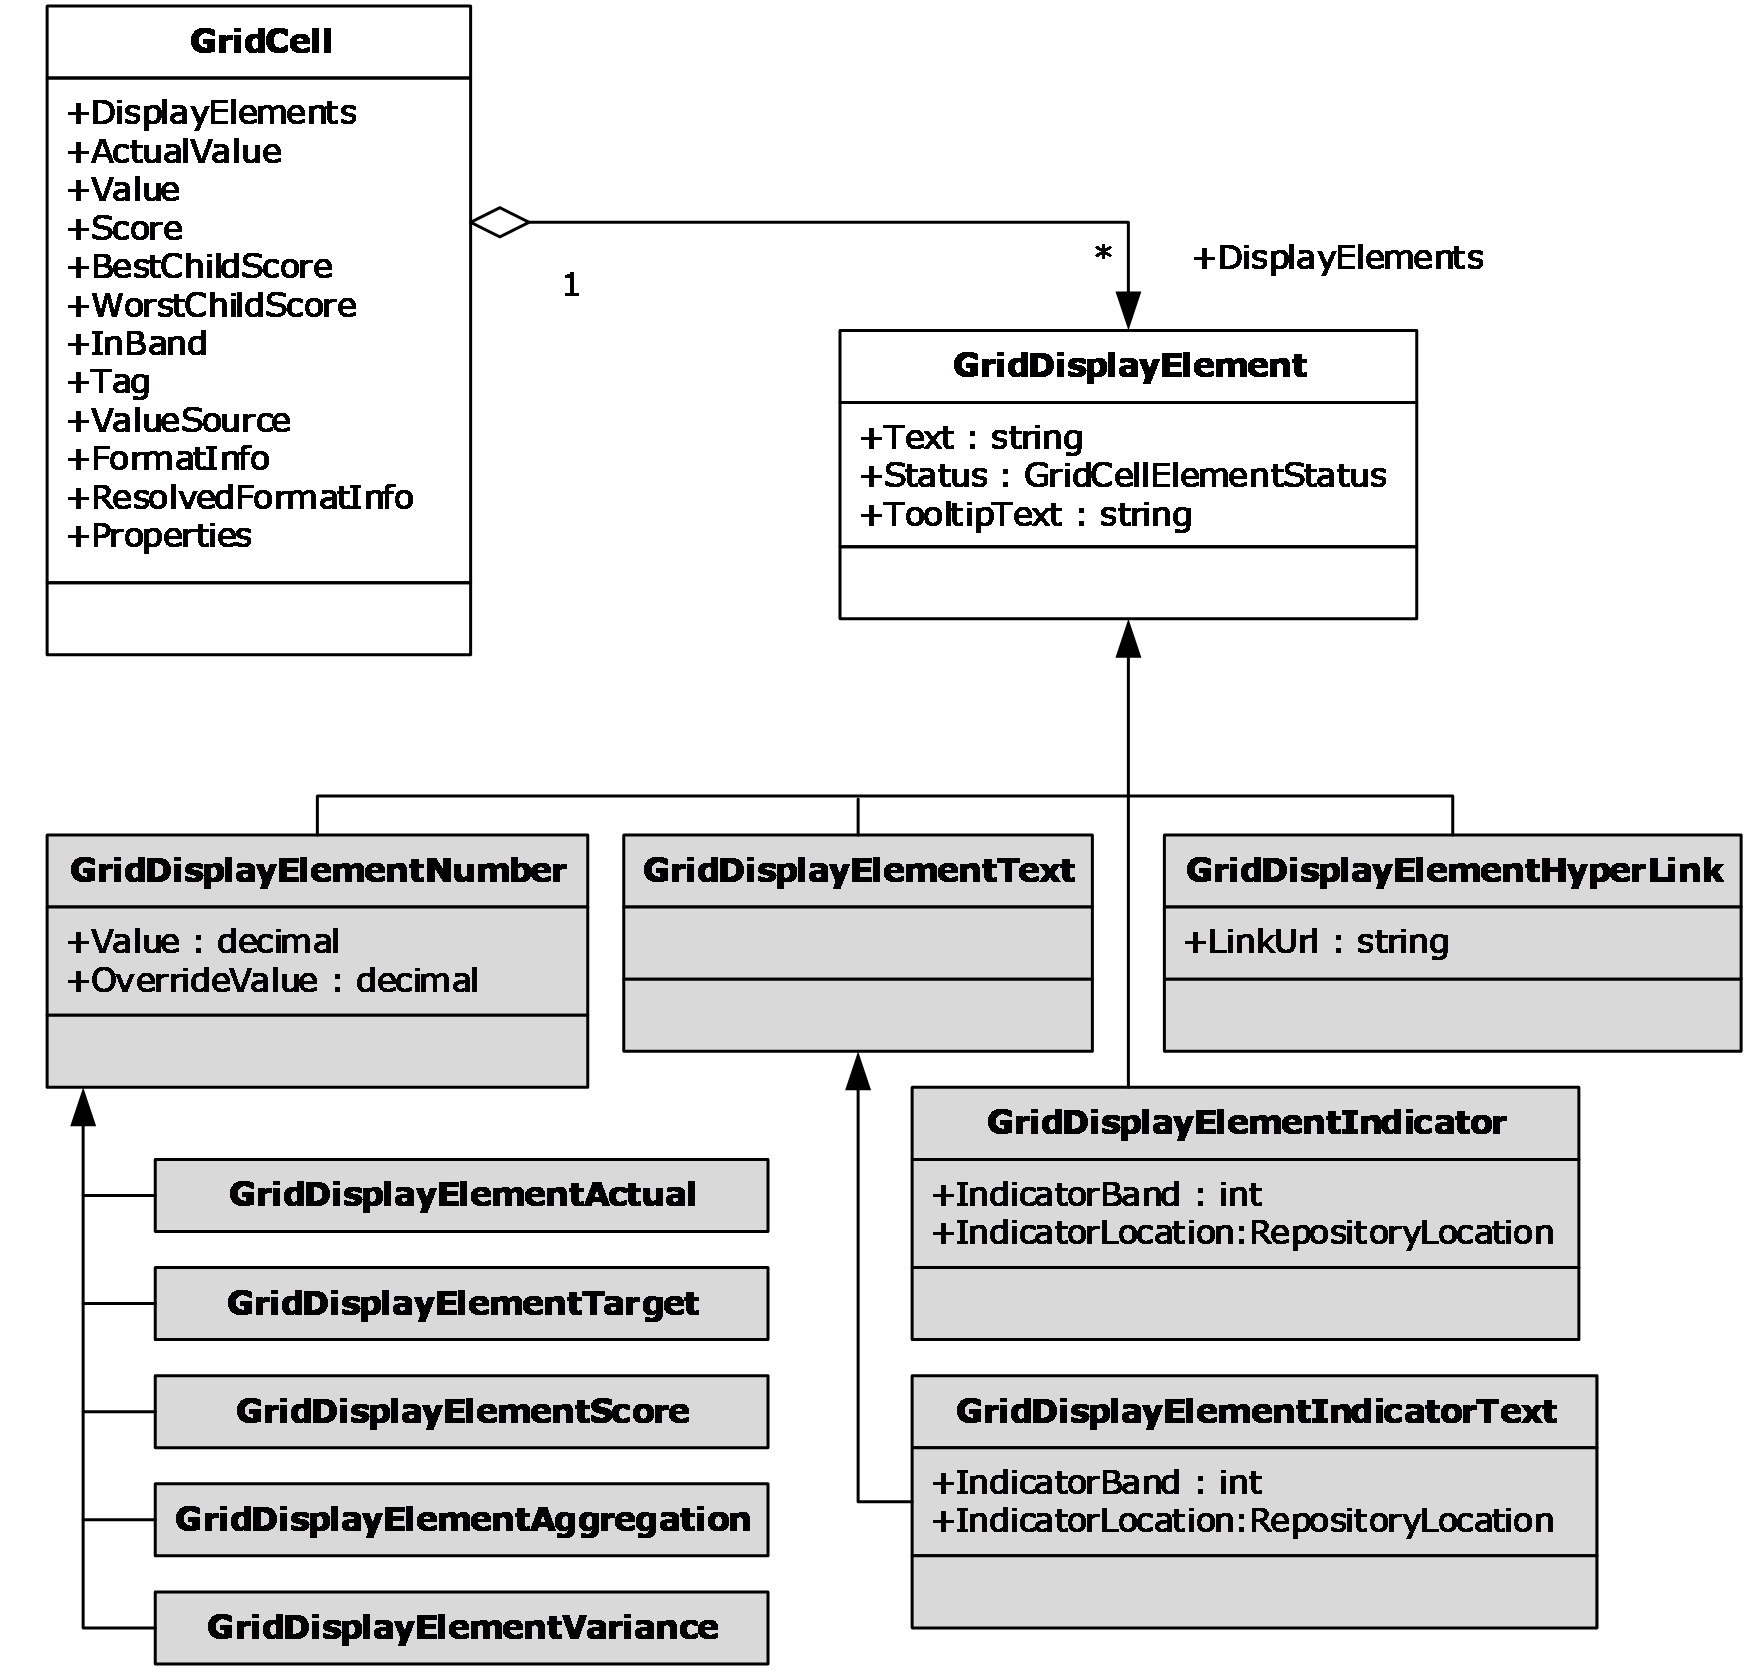 GridCell
+DisplayElements
+ActualValue
+Value
+Score
+BestChildScore
+WorstChildScore
+InBand
+Tag
+ValueSource
+FormatInfo
+ResolvedFormatInfo
+Properties
1
*
+DisplayElements
GridDisplayElement
+Text : string
+Status : GridCellElementStatus
+TooltipText : string
GridDisplayElementNumber
+Value : decimal
+OverrideValue : decimal
GridDisplayElementText
GridDisplayElementHyperLink
+LinkUrl : string
GridDisplayElementActual
GridDisplayElementTarget
GridDisplayElementScore
GridDisplayElementAggregation
GridDisplayElementVariance
GridDisplayElementIndicator
+IndicatorBand : int
+IndicatorLocation:RepositoryLocation
GridDisplayElementIndicatorText
+IndicatorBand : int
+IndicatorLocation:RepositoryLocation